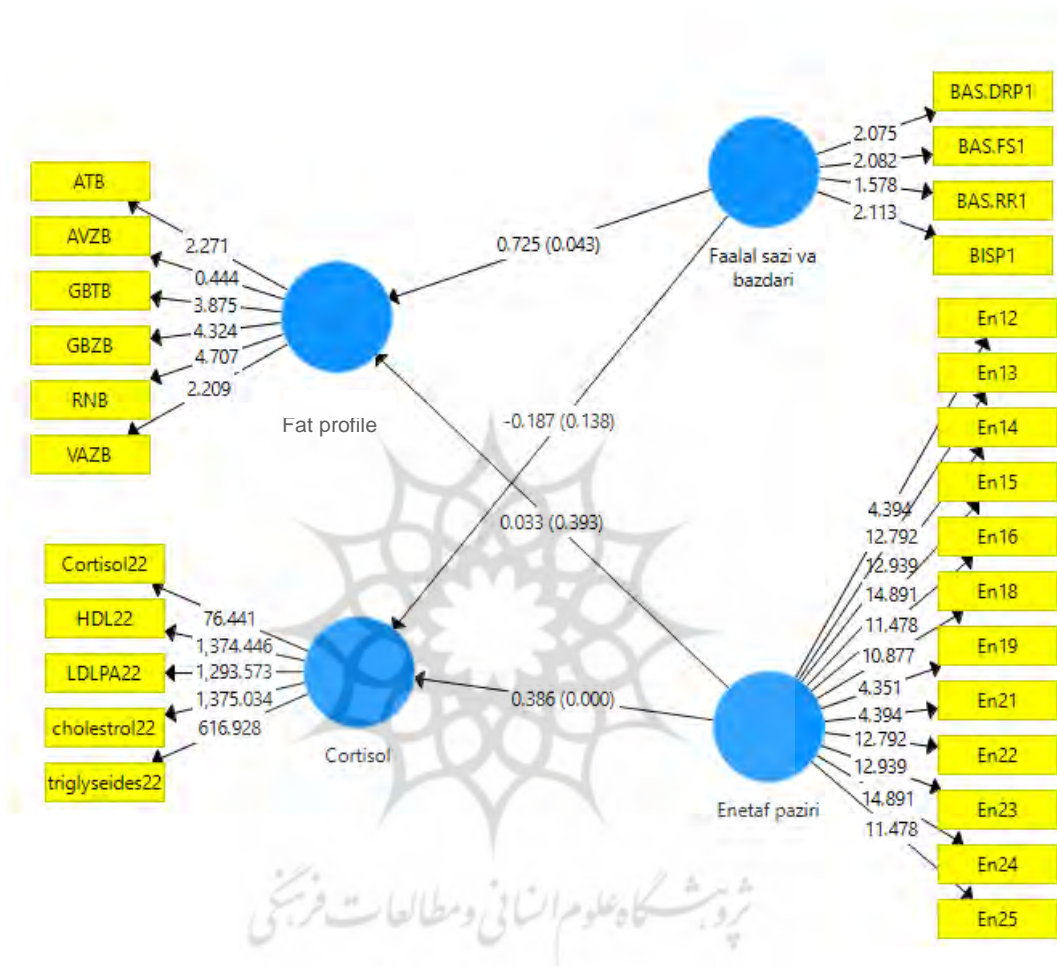 ATB
AVZB
GBTB
GBZB
RNB
VAZB
2.271
0.444
3.875
4.324
4.707
2.209
Fat profile
Cortisol22
HDL22
LDLPA22
cholestrol22
triglyseides22
76.441
1,374.446
1,293.573
1,375.034
616.928
Cortisol
0.725 (0.043)
-0.187 (0.138)
0.033 (0.393)
0.386 (0.000)
Faalal sazi va
bazdari
2.075
2.082
1.578
2.113
BAS.DRP1
BAS.FS1
BAS.RR1
BISP1
Enetaf paziri
4.394
12.792
12.939
14.891
11.478
10.877
4.351
4.394
12.792
12.939
14.891
11.478
En12
En13
En14
En15
En16
En18
En19
En21
En22
En23
En24
En25
پژوهشگاه علوم انسانی و مطالعات فرهنگی